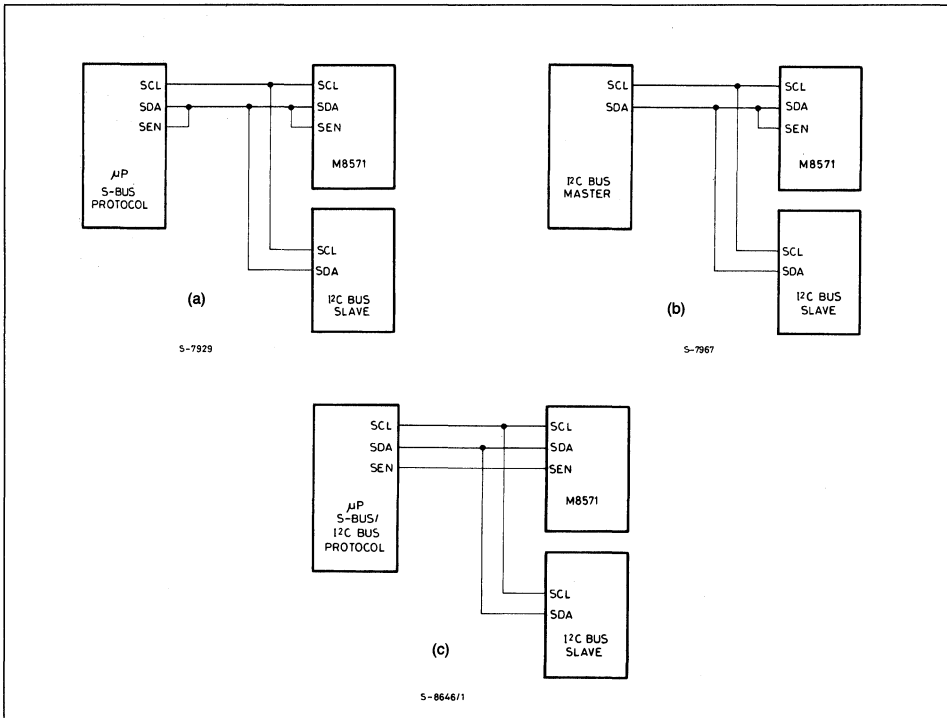 SCL
SDA
SEN
μP
S-BUS
PROTOCOL
SCL
SDA
SEN
M8571
SCL
SDA
I²C BUS
SLAVE
(a)
S-7929
SCL
SDA
I²C BUS
MASTER
SCL
SDA
SEN
M8571
SCL
SDA
I²C BUS
SLAVE
(b)
S-7967
SCL
SDA
SEN
μP
S-BUS/
I²C BUS
PROTOCOL
SCL
SDA
SEN
M8571
SCL
SDA
I²C BUS
SLAVE
(c)
S-8646/1